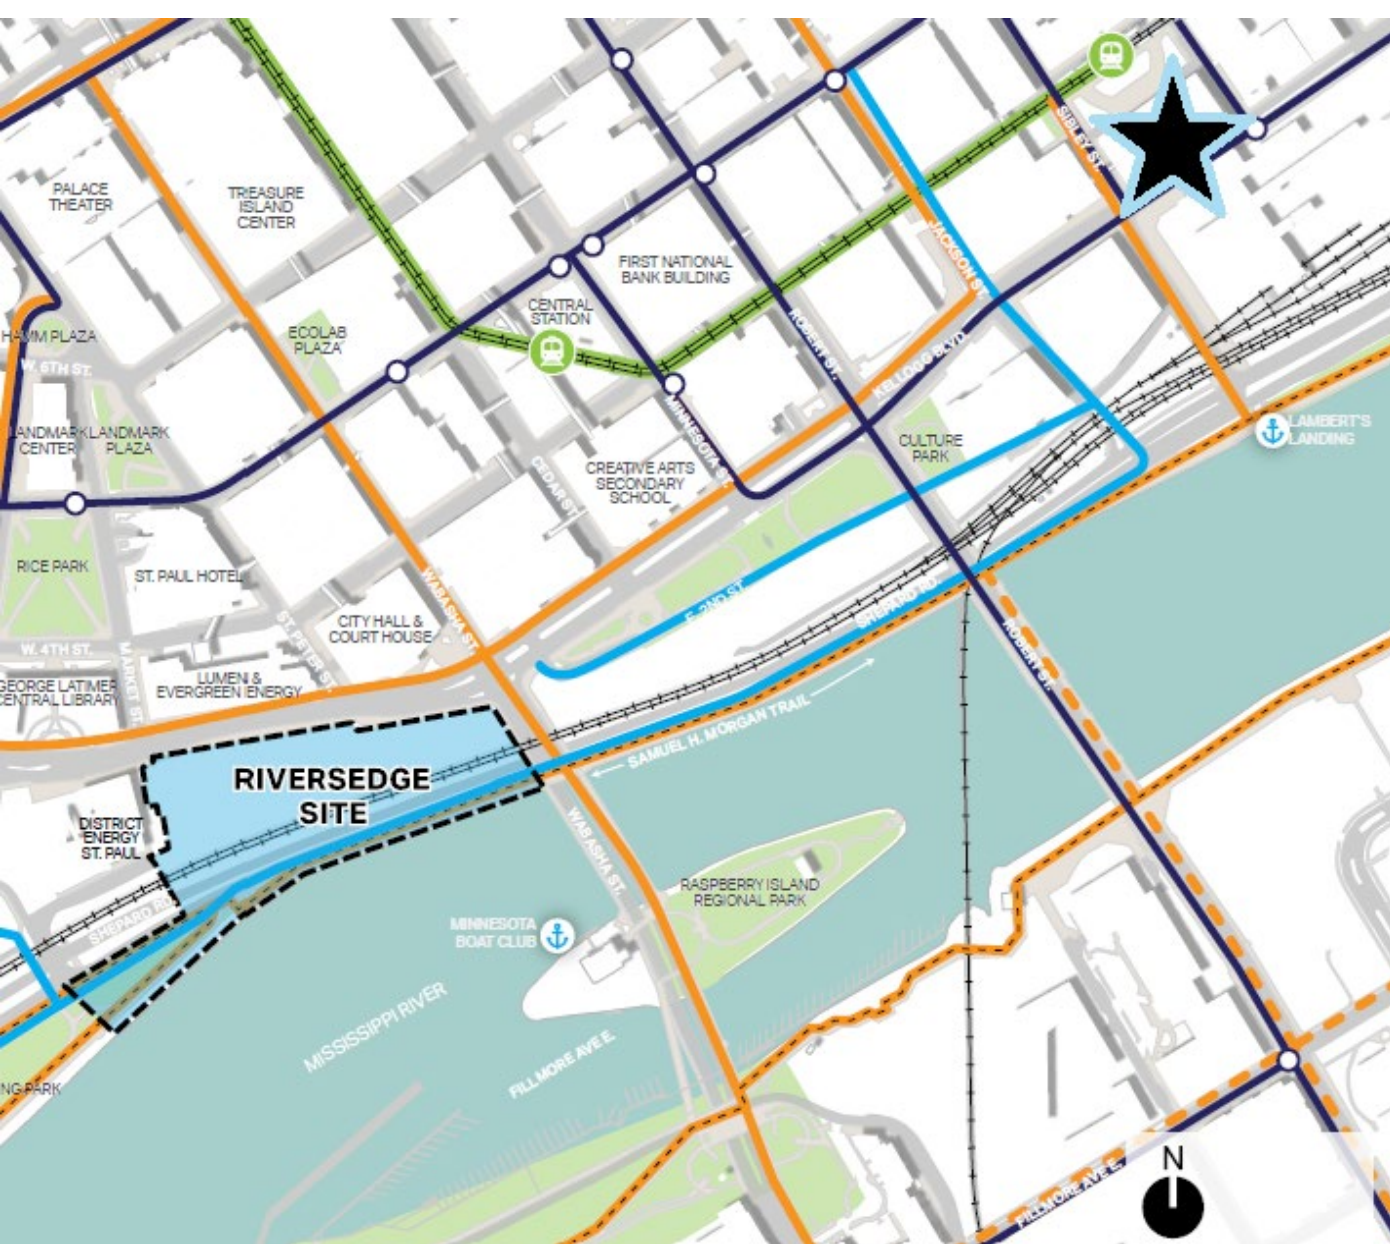 PALACE
THEATER
TREASURE
ISLAND
CENTER
SIBLEY ST.
FIRST NATIONAL
BANK BUILDING
JACKSON ST.
CENTRAL
STATION
HAMM PLAZA
ECOLAB
PLAZA
ROBERT ST.
KELLOGG BLVD.
W. 6TH ST.
LANDMARK
CENTER
LANDMARK
PLAZA
MINNESOTA ST.
CULTURE
PARK
LAMBERT'S
LANDING
CEDAR ST.
CREATIVE ARTS
SECONDARY
SCHOOL
RICE PARK
ST. PAUL HOTEL
WABASHA ST.
E. 2ND ST.
SHEPARD RD.
CITY HALL &
COURT HOUSE
ST. PETER ST.
W. 4TH ST.
MARKET ST.
ROBERT ST.
GEORGE LATIMER
CENTRAL LIBRARY
LUMEN &
EVERGREEN ENERGY
SAMUEL H. MORGAN TRAIL
RIVERSEDGE
SITE
DISTRICT
ENERGY
ST. PAUL
WABASHA ST.
RASPBERRY ISLAND
REGIONAL PARK
SHEPARD RD.
MINNESOTA
BOAT CLUB
MISSISSIPPI RIVER
FILLMORE AVE E.
NG PARK
N
FILLMORE AVE E.